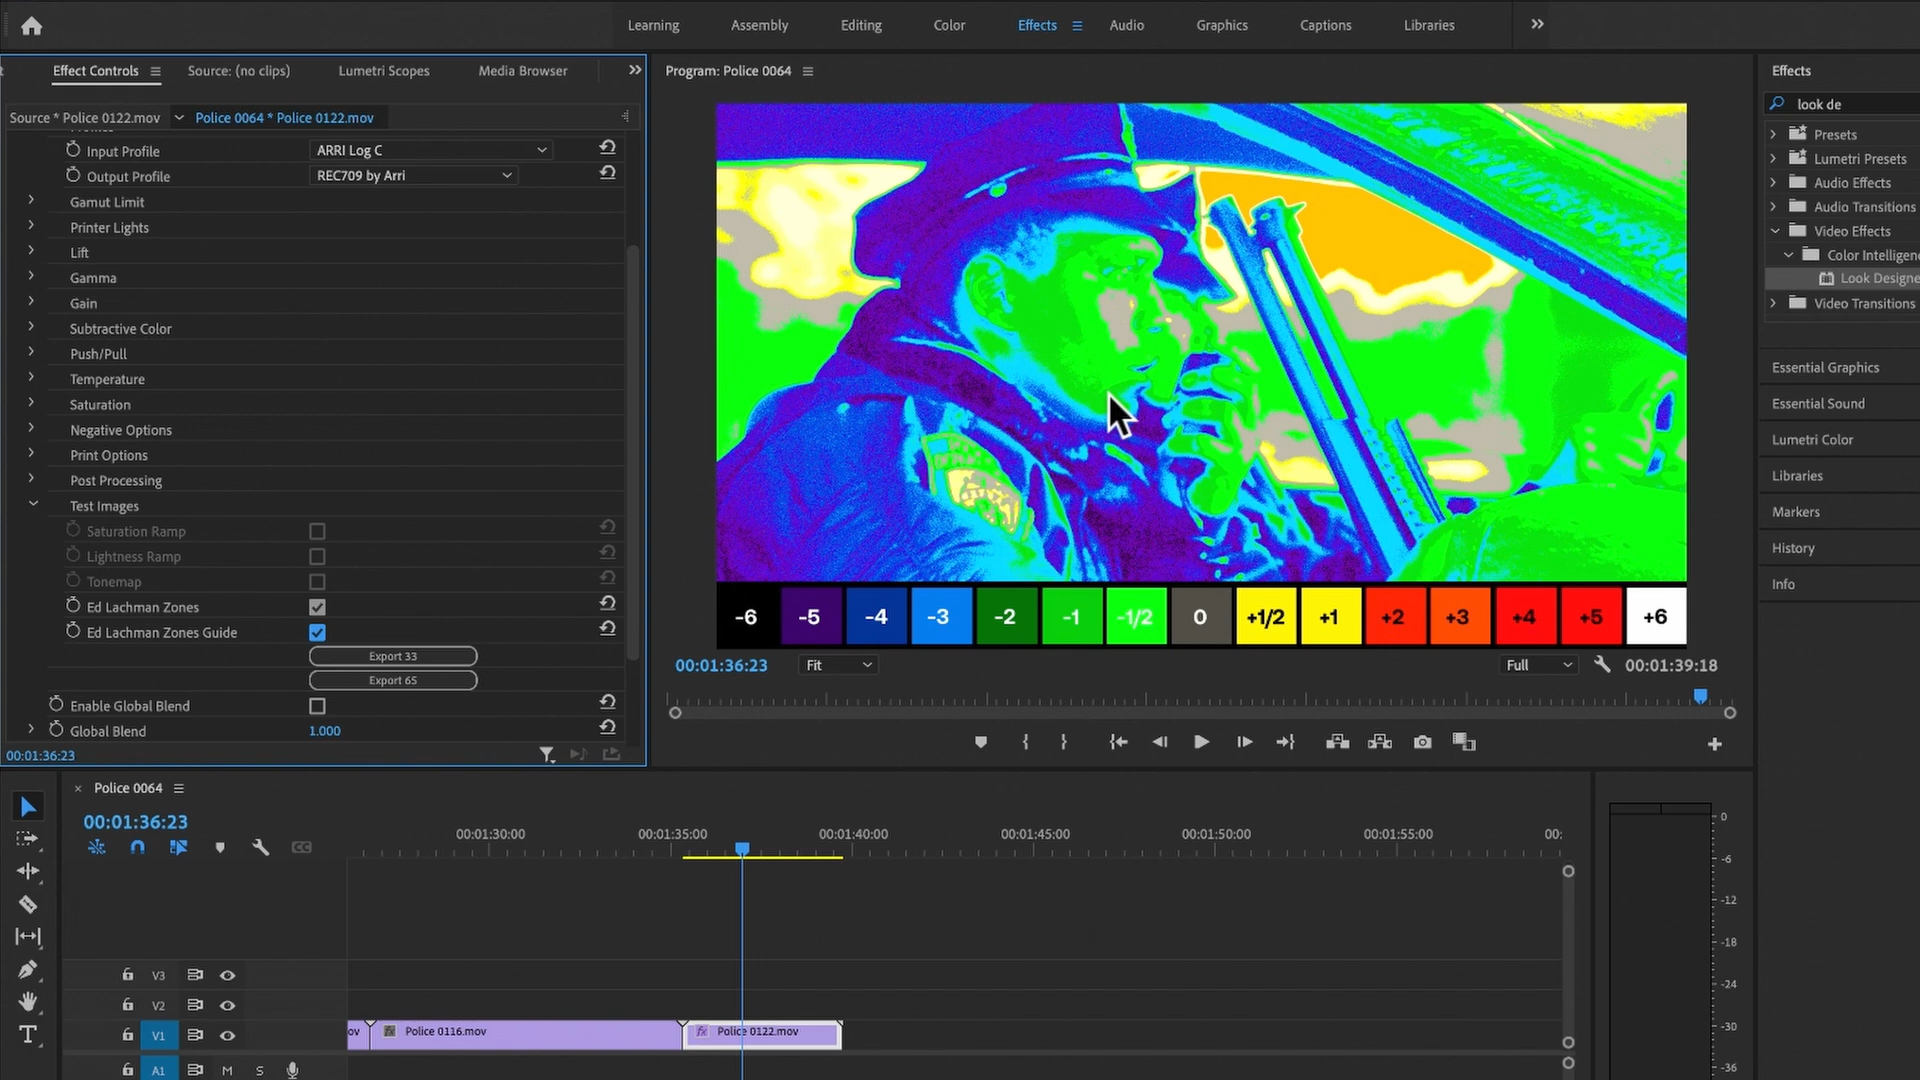 Learning Assembly Editing Color Effects Audio Graphics Captions Libraries
Effect Controls Source: (no clips) Lumetri Scopes Media Browser
Source * Police 0122.mov Police 0064 * Police 0122.mov
Input Profile ARRI Log C
Output Profile REC709 by Arri
Gamut Limit
Printer Lights
Lift
Gamma
Gain
Subtractive Color
Push/Pull
Temperature
Saturation
Negative Options
Print Options
Post Processing
Test Images
Saturation Ramp
Lightness Ramp
Tonemap
Ed Lachman Zones
Ed Lachman Zones Guide
Export 33
Export 65
Enable Global Blend
Global Blend 1.000
00:01:36:23
Program: Police 0064
-6 -5 -4 -3 -2 -1 -1/2 0 +1/2 +1 +2 +3 +4 +5 +6
00:01:36:23 Fit Full 00:01:39:18
Effects
look de
Presets
Lumetri Presets
Audio Effects
Audio Transitions
Video Effects
Color Intelligenc
Look Designe
Video Transitions
Essential Graphics
Essential Sound
Lumetri Color
Libraries
Markers
History
Info
× Police 0064
00:01:36:23
CC
00:01:30:00 00:01:35:00 00:01:40:00 00:01:45:00 00:01:50:00 00:01:55:00 00:
V3
V2
V1 ov Police 0116.mov fx Police 0122.mov
A1 M S
0
-6
-12
-18
-24
-30
-36
T